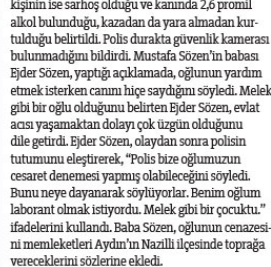 kişinin ise sarhoş olduğu ve kanında 2,6 promil
alkol bulunduğu, kazadan da yara almadan kur-
tulduğu belirtildi. Polis durakta güvenlik kamerası
bulunmadığını bildirdi. Mustafa Sözen'in babası
Ejder Sözen, yaptığı açıklamada, oğlunun yardım
etmek isterken canını hiçe saydığını söyledi. Melek
gibi bir oğlu olduğunu belirten Ejder Sözen, evlat
acısı yaşamaktan dolayı çok üzgün olduğunu
dile getirdi. Ejder Sözen, olaydan sonra polisin
tutumunu eleştirerek, “Polis bize oğlumuzun
cesaret denemesi yapmış olabileceğini söyledi.
Bunu neye dayanarak söylüyorlar. Benim oğlum
laborant olmak istiyordu. Melek gibi bir çocuktu.”
ifadelerini kullandı. Baba Sözen, oğlunun cenazesi-
ni memleketleri Aydın'ın Nazilli ilçesinde toprağa
vereceklerini sözlerine ekledi.